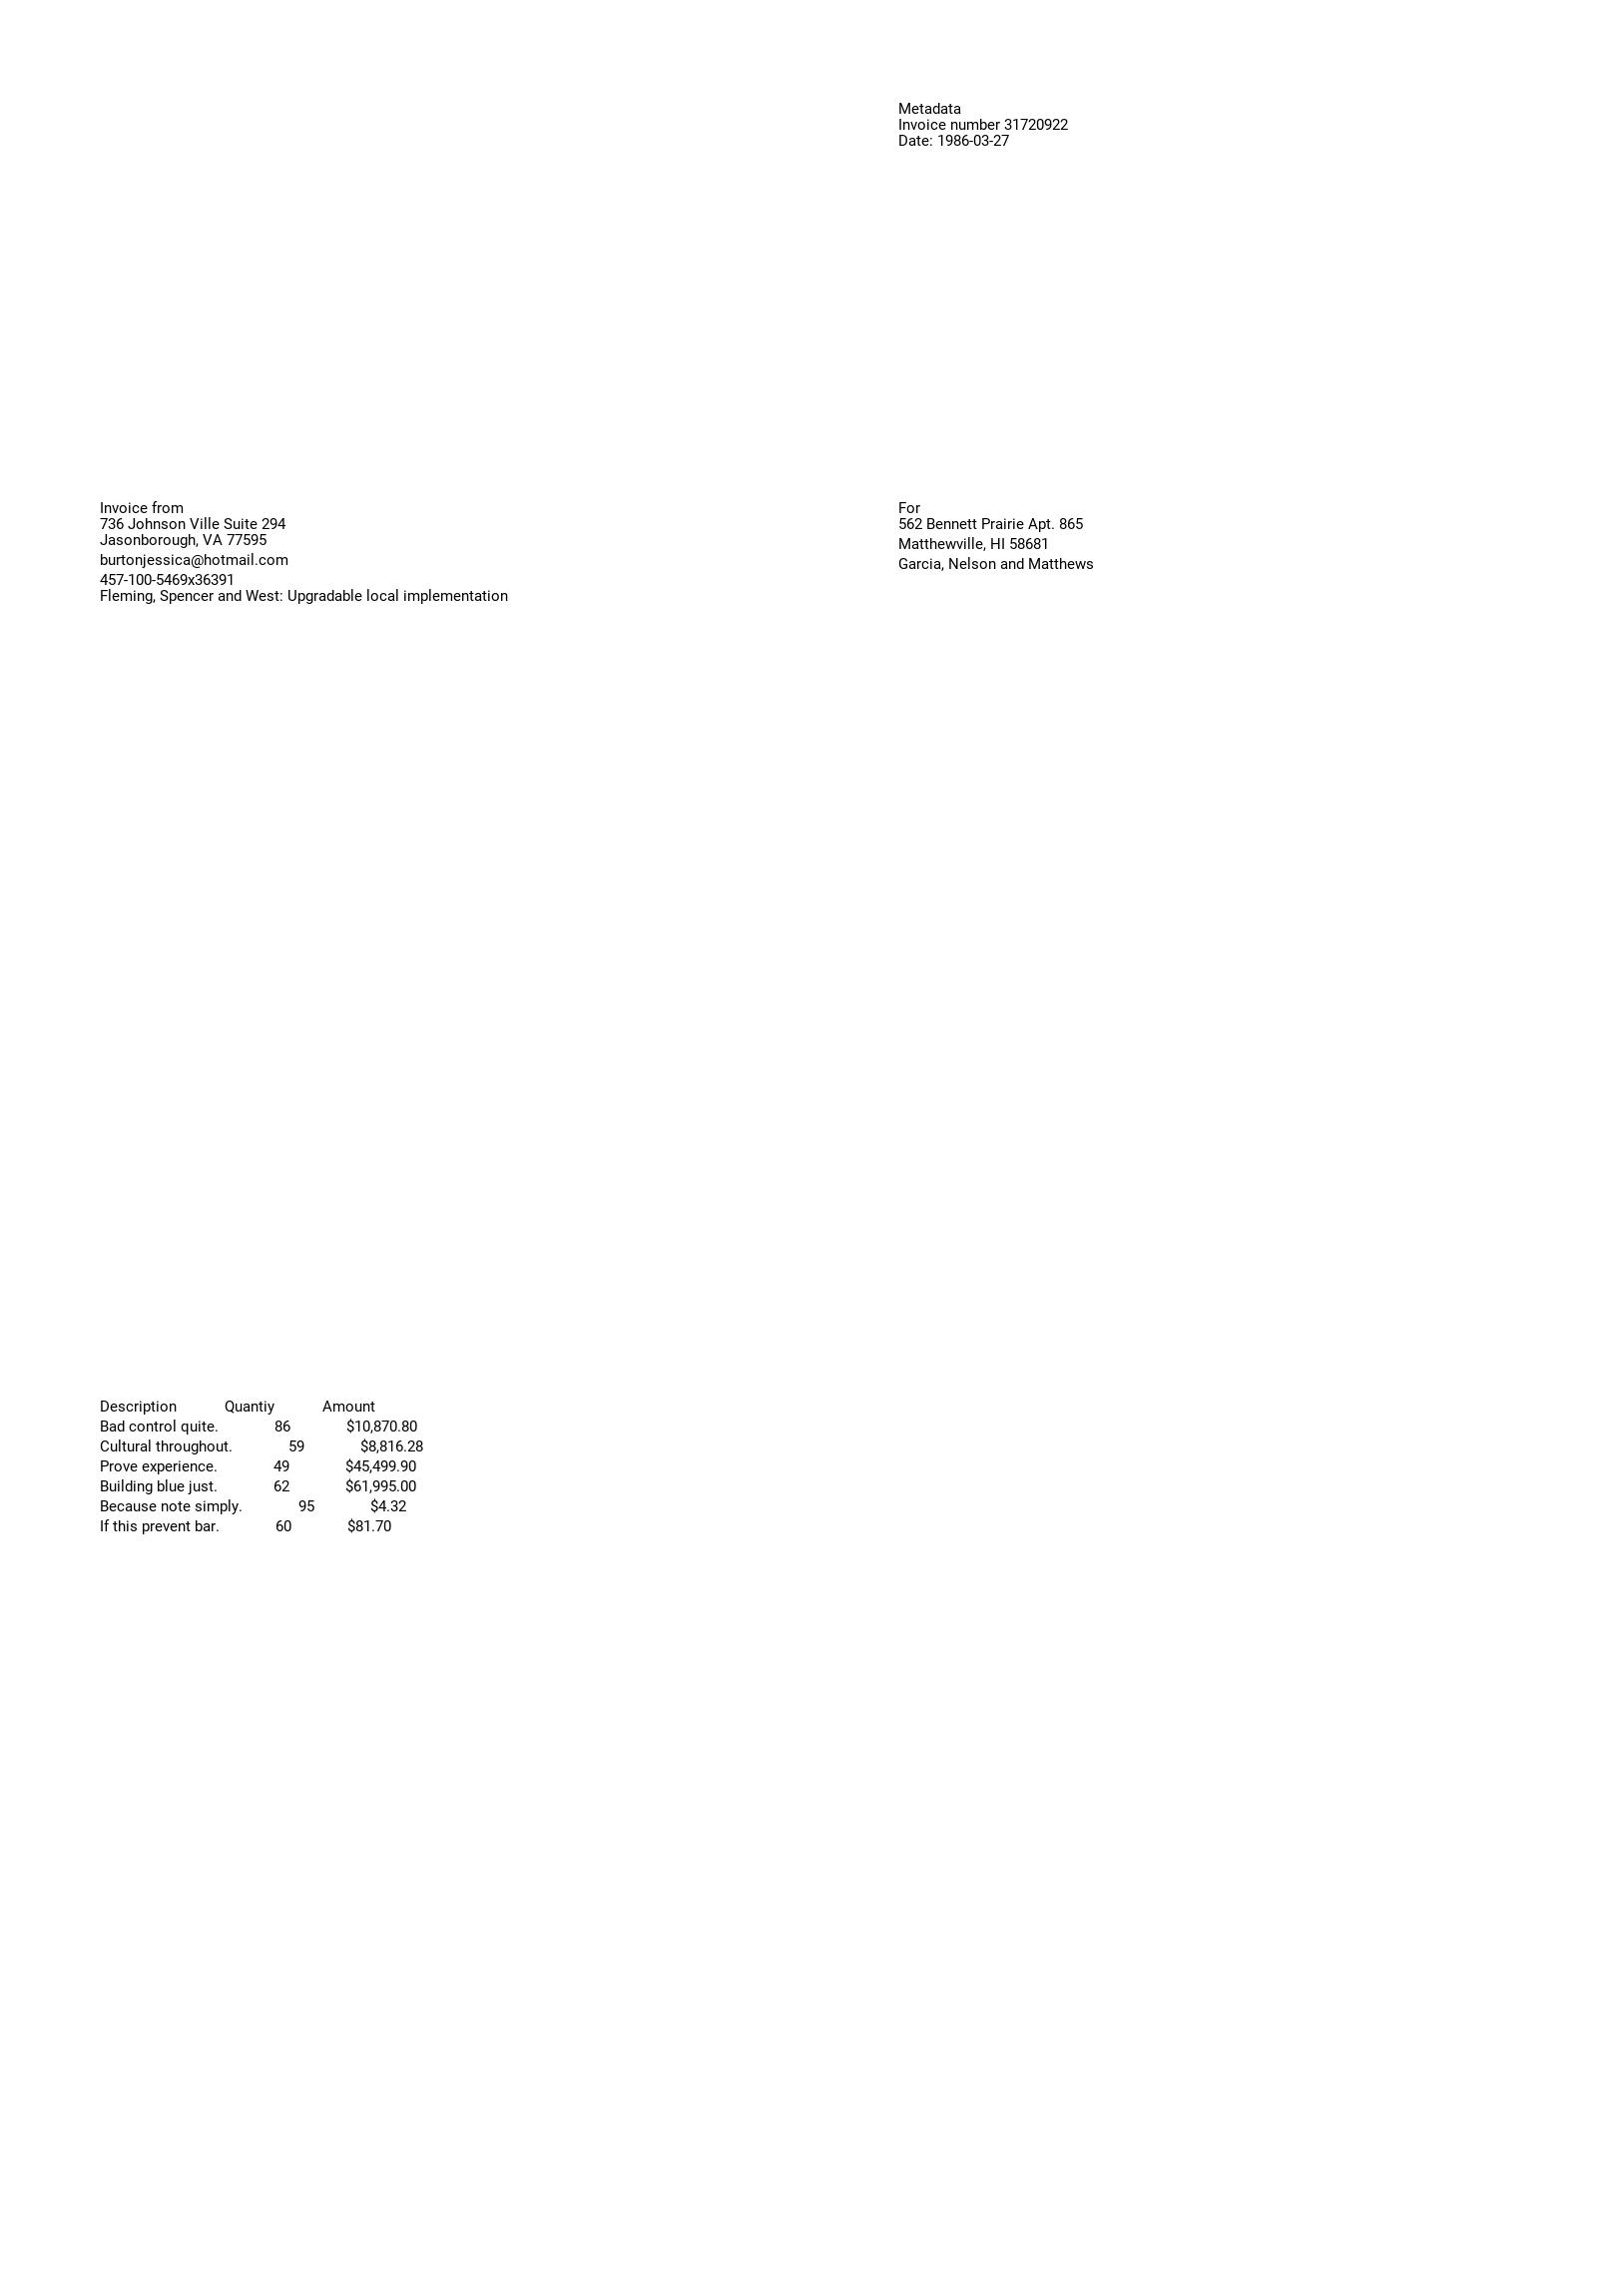 Metadata
Invoice number 31720922
Date: 1986-03-27
Invoice from
736 Johnson Ville Suite 294
Jasonborough, VA 77595
burtonjessica@hotmail.com
457-100-5469x36391
Fleming, Spencer and West: Upgradable local implementation
For
562 Bennett Prairie Apt. 865
Matthewville, HI 58681
Garcia, Nelson and Matthews
Description Quantiy Amount
Bad control quite. 86 $10,870.80
Cultural throughout. 59 $8,816.28
Prove experience. 49 $45,499.90
Building blue just. 62 $61,995.00
Because note simply. 95 $4.32
If this prevent bar. 60 $81.70